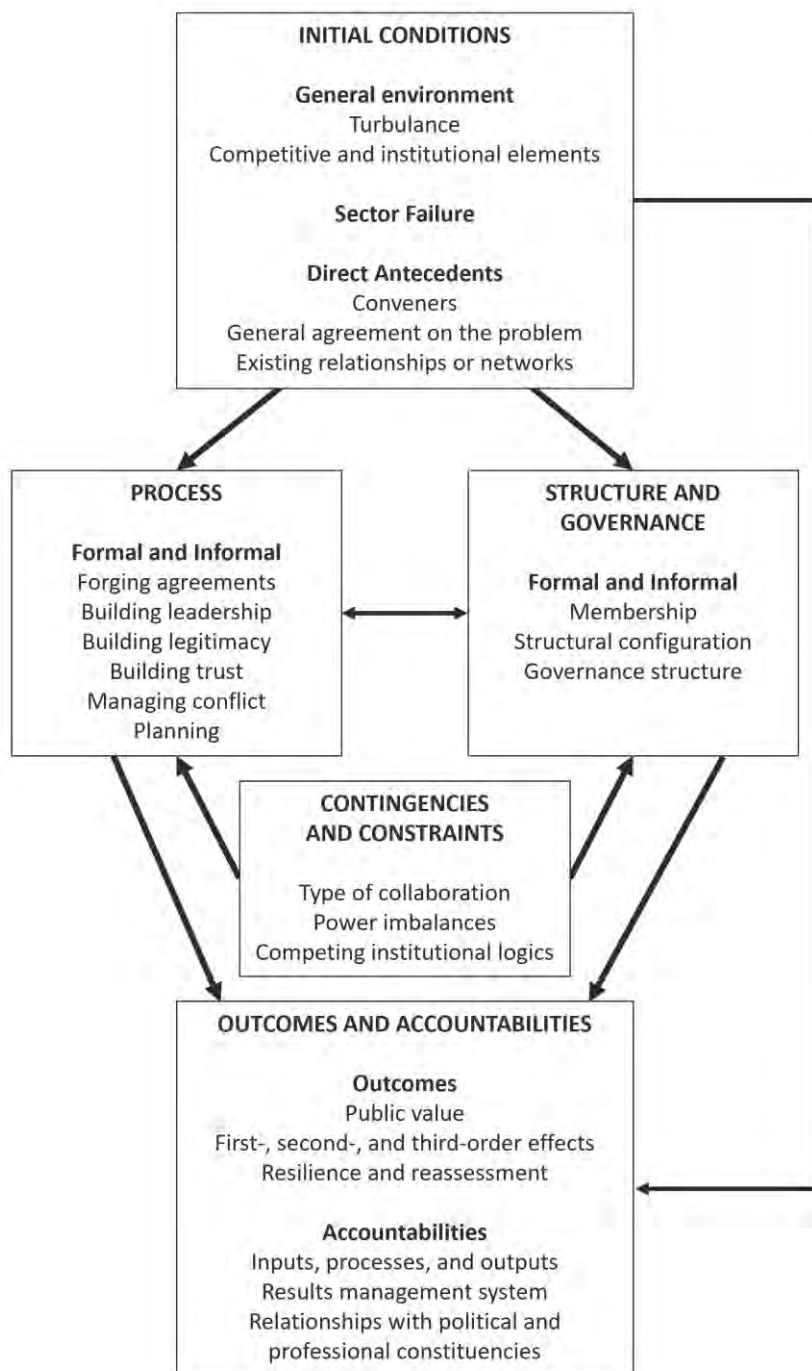 INITIAL CONDITIONS
General environment
Turbulance
Competitive and institutional elements
Sector Failure
Direct Antecedents
Conveners
General agreement on the problem
Existing relationships or networks
PROCESS
Formal and Informal
Forging agreements
Building leadership
Building legitimacy
Building trust
Managing conflict
Planning
STRUCTURE AND
GOVERNANCE
Formal and Informal
Membership
Structural configuration
Governance structure
CONTINGENCIES
AND CONSTRAINTS
Type of collaboration
Power imbalances
Competing institutional logics
OUTCOMES AND ACCOUNTABILITIES
Outcomes
Public value
First-, second-, and third-order effects
Resilience and reassessment
Accountabilities
Inputs, processes, and outputs
Results management system
Relationships with political and
professional constituencies